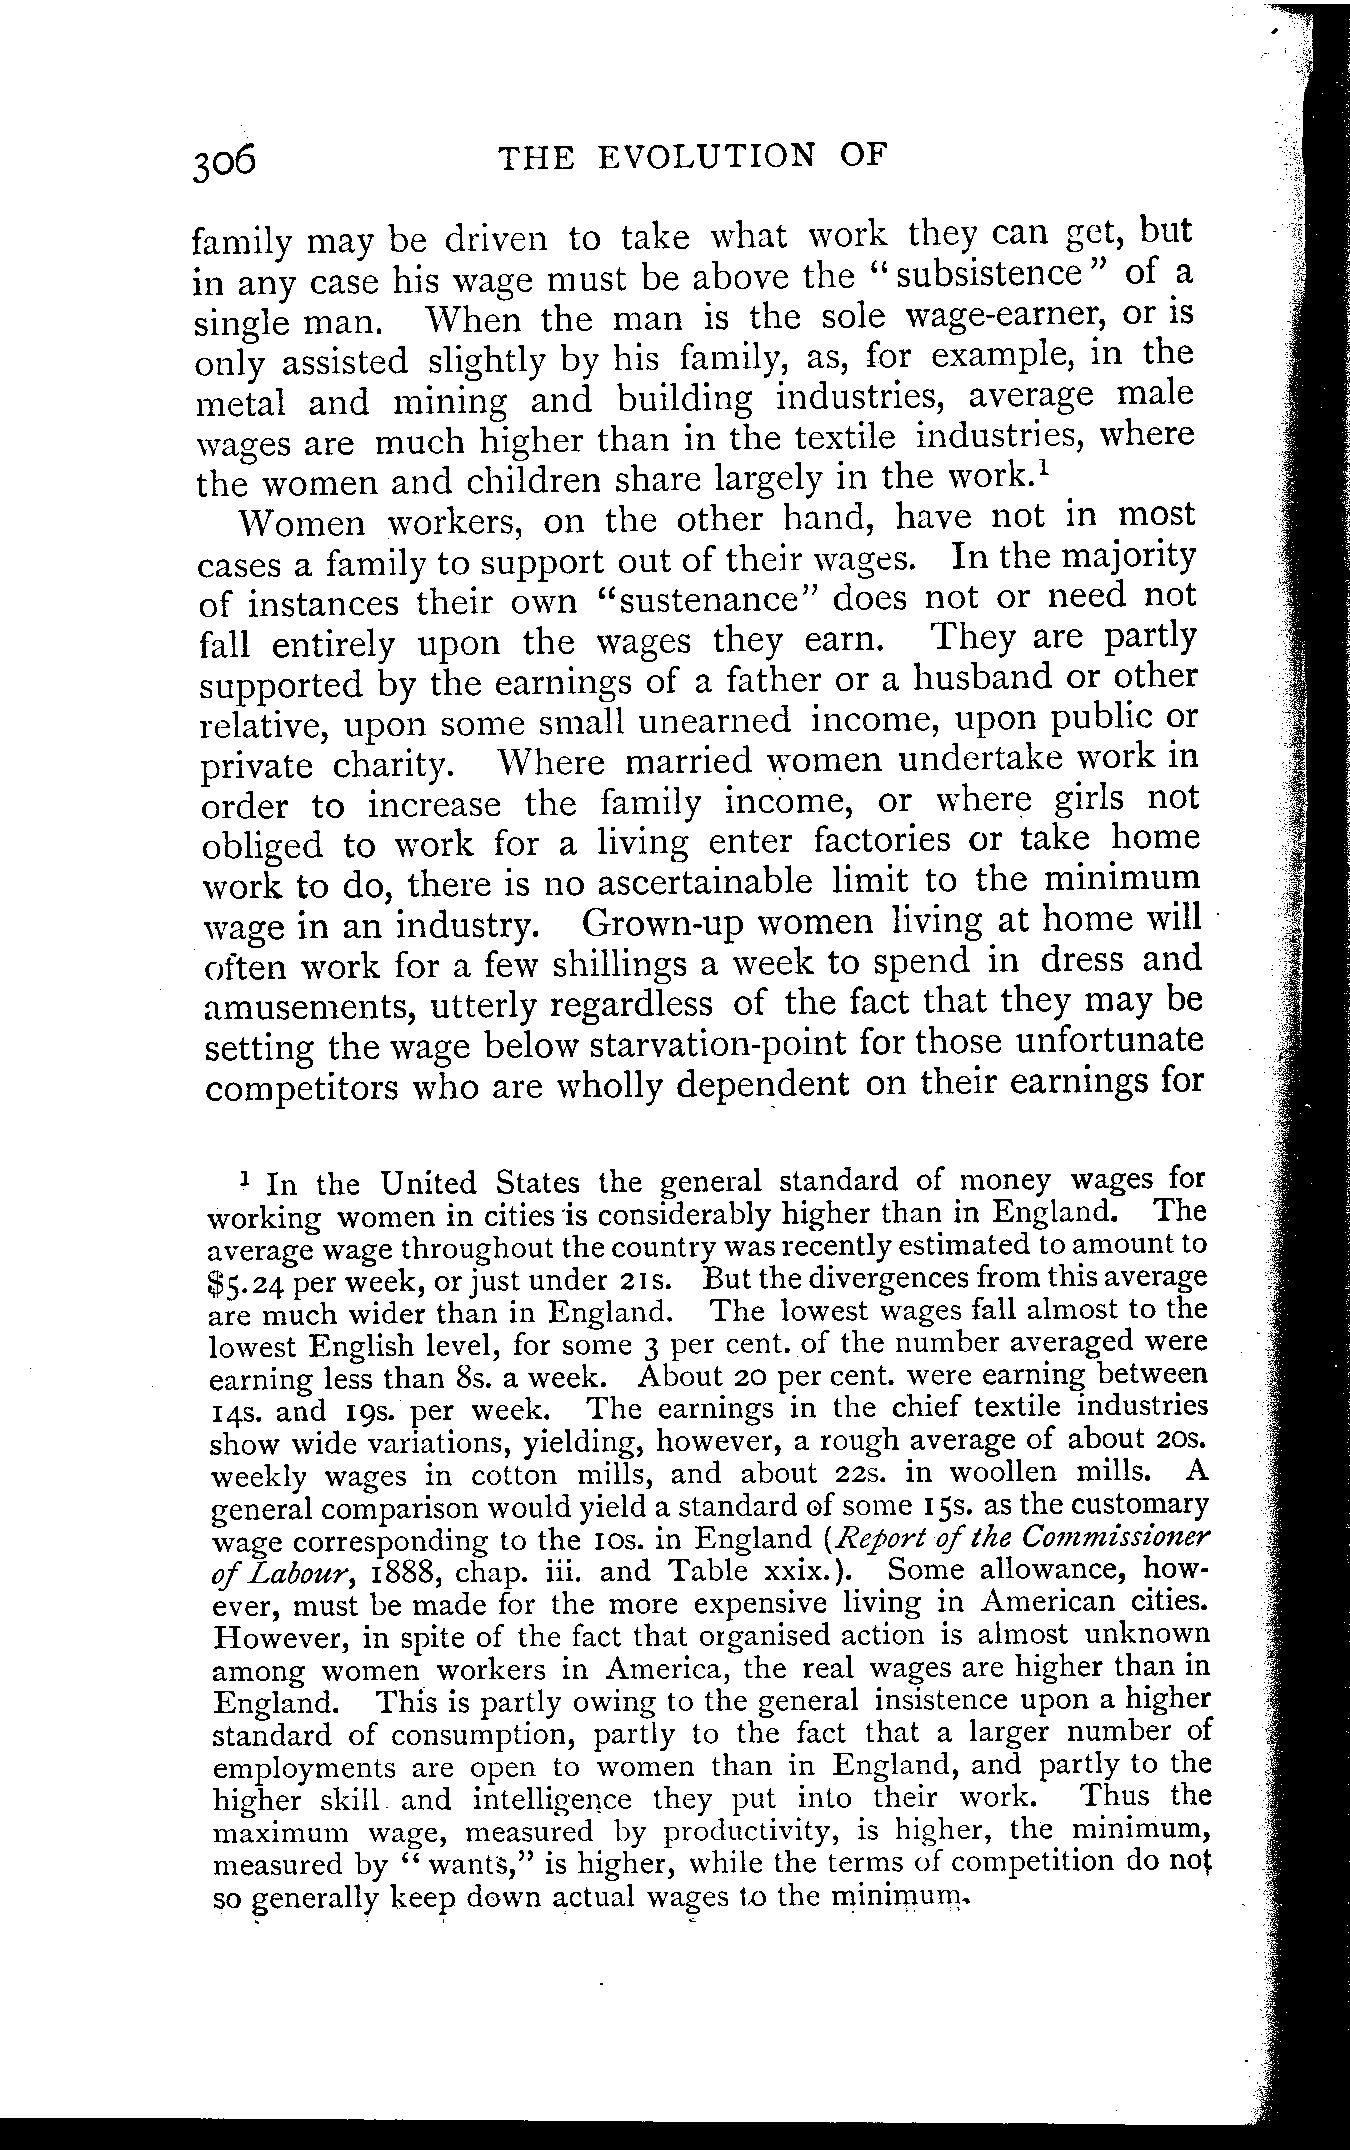 306 THE EVOLUTION OF
family may be driven to take what work they can get, but
in any case his wage must be above the “subsistence” of a
single man. When the man is the sole wage-earner, or is
only assisted slightly by his family, as, for example, in the
metal and mining and building industries, average male
wages are much higher than in the textile industries, where
the women and children share largely in the work.¹
Women workers, on the other hand, have not in most
cases a family to support out of their wages. In the majority
of instances their own “sustenance” does not or need not
fall entirely upon the wages they earn. They are partly
supported by the earnings of a father or a husband or other
relative, upon some small unearned income, upon public or
private charity. Where married women undertake work in
order to increase the family income, or where girls not
obliged to work for a living enter factories or take home
work to do, there is no ascertainable limit to the minimum
wage in an industry. Grown-up women living at home will
often work for a few shillings a week to spend in dress and
amusements, utterly regardless of the fact that they may be
setting the wage below starvation-point for those unfortunate
competitors who are wholly dependent on their earnings for
¹ In the United States the general standard of money wages for
working women in cities is considerably higher than in England. The
average wage throughout the country was recently estimated to amount to
$5.24 per week, or just under 21s. But the divergences from this average
are much wider than in England. The lowest wages fall almost to the
lowest English level, for some 3 per cent. of the number averaged were
earning less than 8s. a week. About 20 per cent. were earning between
14s. and 19s. per week. The earnings in the chief textile industries
show wide variations, yielding, however, a rough average of about 20s.
weekly wages in cotton mills, and about 22s. in woollen mills. A
general comparison would yield a standard of some 15s. as the customary
wage corresponding to the 10s. in England (Report of the Commissioner
of Labour, 1888, chap. iii. and Table xxix.). Some allowance, how-
ever, must be made for the more expensive living in American cities.
However, in spite of the fact that organised action is almost unknown
among women workers in America, the real wages are higher than in
England. This is partly owing to the general insistence upon a higher
standard of consumption, partly to the fact that a larger number of
employments are open to women than in England, and partly to the
higher skill and intelligence they put into their work. Thus the
maximum wage, measured by productivity, is higher, the minimum,
measured by “wants,” is higher, while the terms of competition do not
so generally keep down actual wages to the minimum.